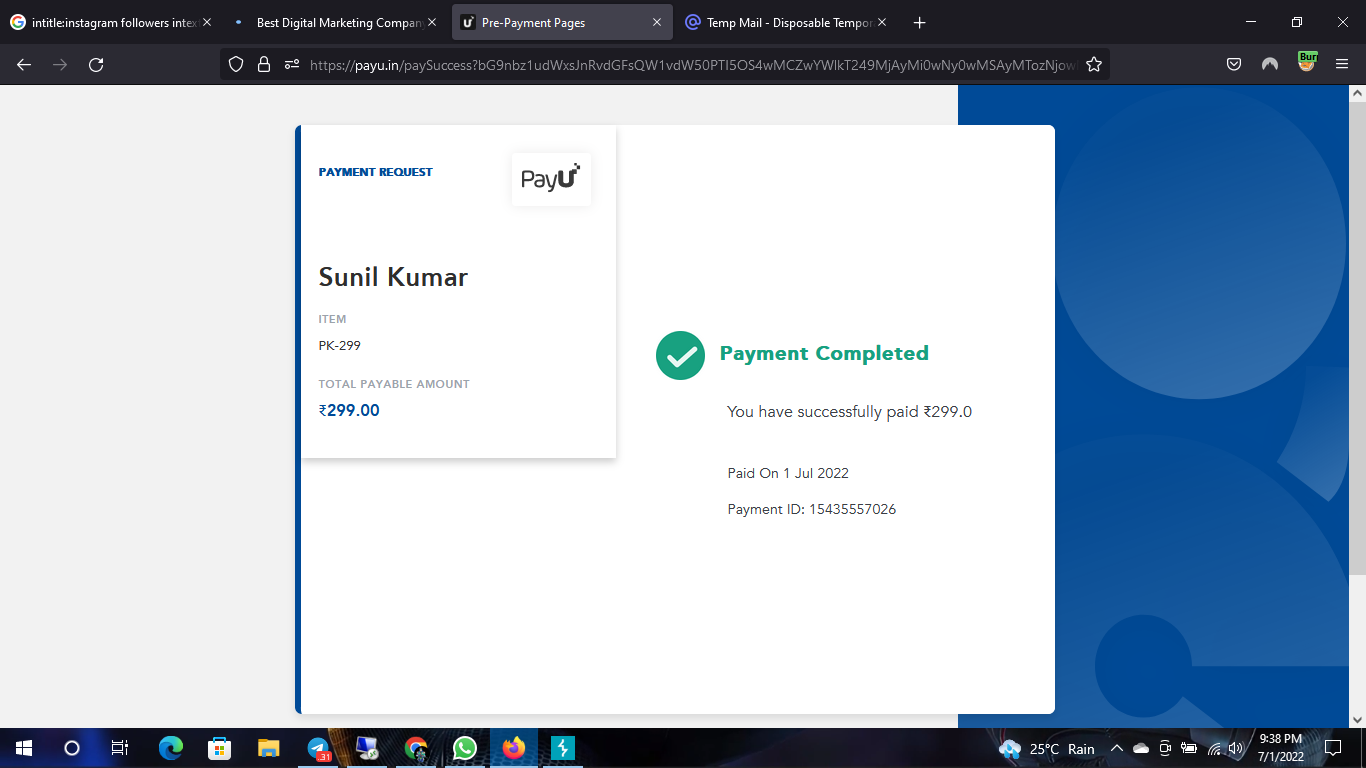 intitle:instagram followers intext
Best Digital Marketing Company
Pre-Payment Pages
Temp Mail - Disposable Tempor
https://payu.in/paySuccess?bG9nbz1udWxsJnRvdGFsQW1vdW50PTI5OS4wMCZwYWlkT249MjAyMi0wNy0wMSAyMTozNjow
Bur
PAYMENT REQUEST
PayU
Sunil Kumar
ITEM
PK-299
TOTAL PAYABLE AMOUNT
₹299.00
Payment Completed
You have successfully paid ₹299.0
Paid On 1 Jul 2022
Payment ID: 15435557026
31
25°C Rain
9:38 PM
7/1/2022